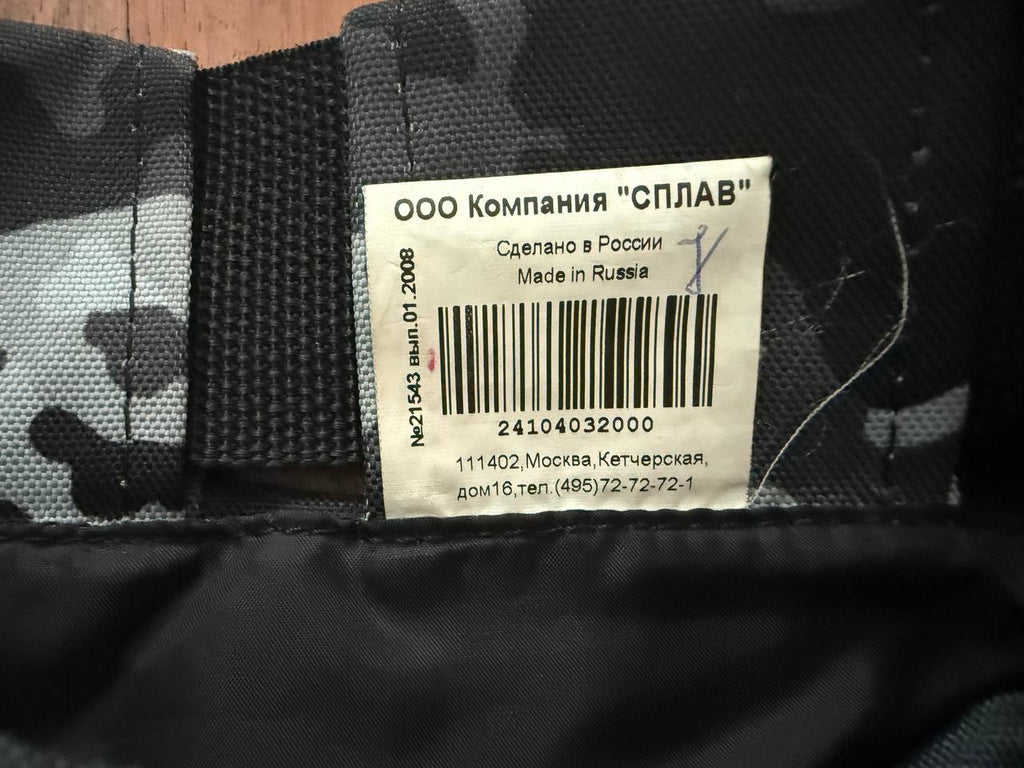 ООО Компания "СПЛАВ"
Сделано в России
Made in Russia
№21543 вып.01.2008
24104032000
111402,Москва,Кетчерская,
дом16,тел.(495)72-72-72-1